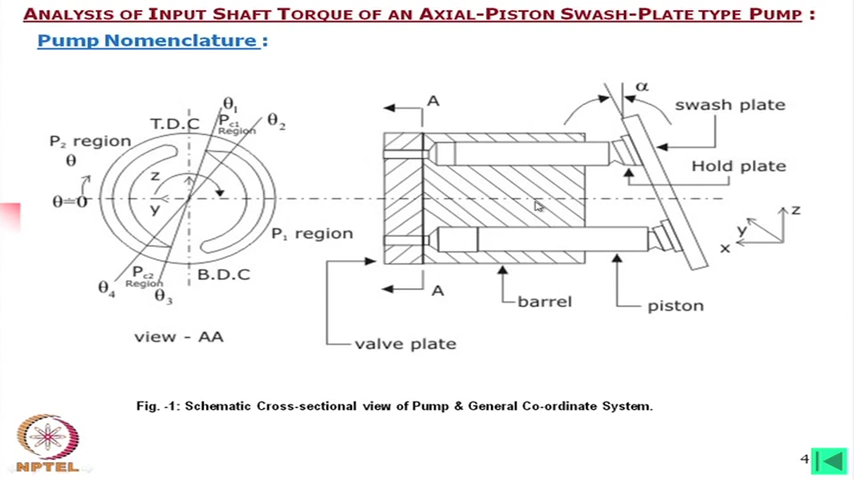 ANALYSIS OF INPUT SHAFT TORQUE OF AN AXIAL-PISTON SWASH-PLATE TYPE PUMP :
Pump Nomenclature :
θ1
T.D.C
Pc1
Region
θ2
P2 region
θ
z
θ=0
y
P1 region
Pc2
Region
B.D.C
θ4
θ3
view - AA
A
α
swash plate
Hold plate
z
y
x
A
barrel
piston
valve plate
Fig. -1: Schematic Cross-sectional view of Pump & General Co-ordinate System.
NPTEL
4